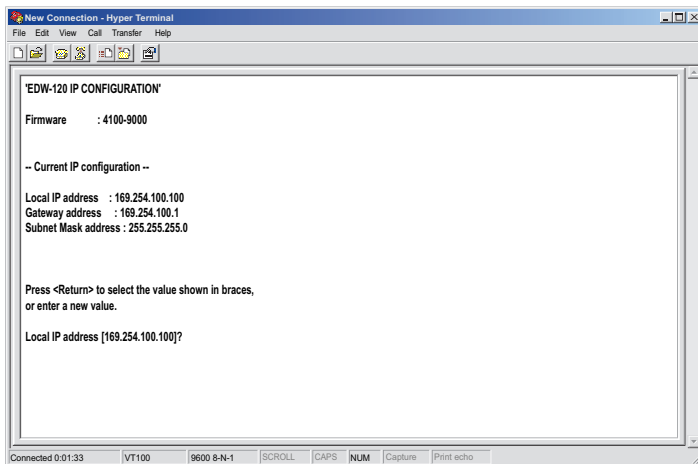 New Connection - Hyper Terminal
File Edit View Call Transfer Help
'EDW-120 IP CONFIGURATION'
Firmware : 4100-9000
-- Current IP configuration --
Local IP address : 169.254.100.100
Gateway address : 169.254.100.1
Subnet Mask address : 255.255.255.0
Press <Return> to select the value shown in braces,
or enter a new value.
Local IP address [169.254.100.100]?
Connected 0:01:33 VT100 9600 8-N-1 SCROLL CAPS NUM Capture Print echo